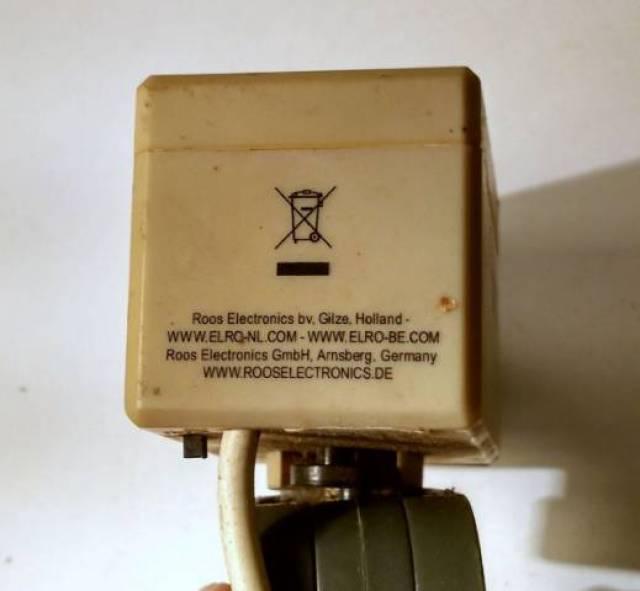 Roos Electronics bv, Gilze, Holland -
WWW.ELRO-NL.COM - WWW.ELRO-BE.COM
Roos Electronics GmbH, Arnsberg, Germany
WWW.ROOSELECTRONICS.DE